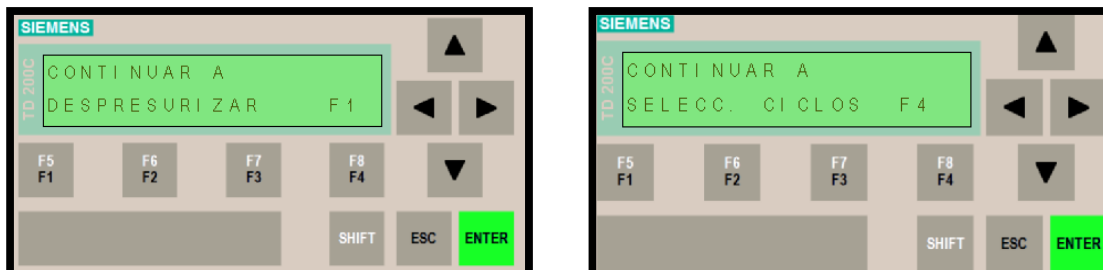 SIEMENS
TD 200C
CONTINUAR A
DESPRESURIZAR F1
F5 F6 F7 F8
F1 F2 F3 F4
SHIFT ESC ENTER
SIEMENS
TD 200C
CONTINUAR A
SELECC. CICLOS F4
F5 F6 F7 F8
F1 F2 F3 F4
SHIFT ESC ENTER